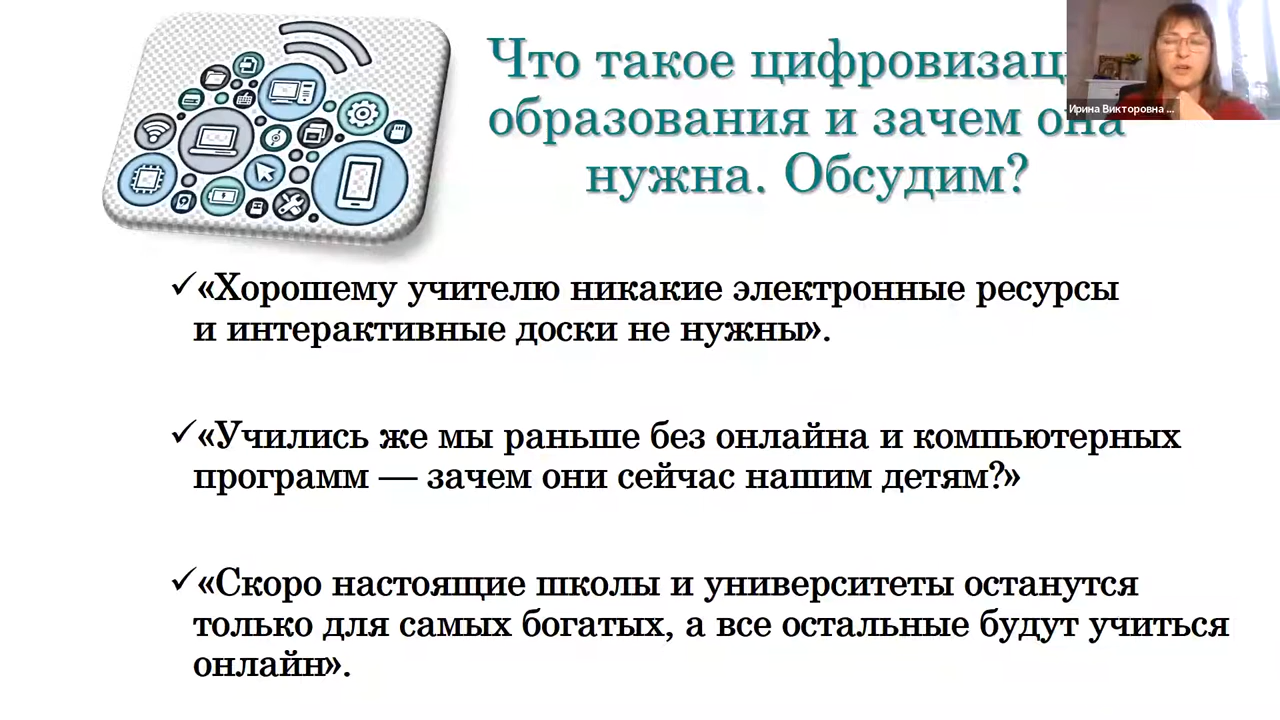 Что такое цифровизаци
образования и зачем она
нужна. Обсудим?
Ирина Викторовна ...
«Хорошему учителю никакие электронные ресурсы
и интерактивные доски не нужны».
«Учились же мы раньше без онлайна и компьютерных
программ — зачем они сейчас нашим детям?»
«Скоро настоящие школы и университеты останутся
только для самых богатых, а все остальные будут учиться
онлайн».